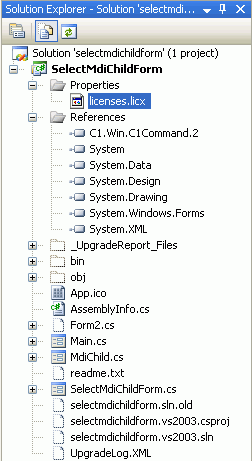 Solution Explorer - Solution 'selectmdi...
Solution 'selectmdichildform' (1 project)
SelectMdiChildForm
Properties
licenses.licx
References
C1.Win.C1Command.2
System
System.Data
System.Design
System.Drawing
System.Windows.Forms
System.XML
_UpgradeReport_Files
bin
obj
App.ico
AssemblyInfo.cs
Form2.cs
Main.cs
MdiChild.cs
readme.txt
SelectMdiChildForm.cs
selectmdichildform.sln.old
selectmdichildform.vs2003.csproj
selectmdichildform.vs2003.sln
UpgradeLog.XML